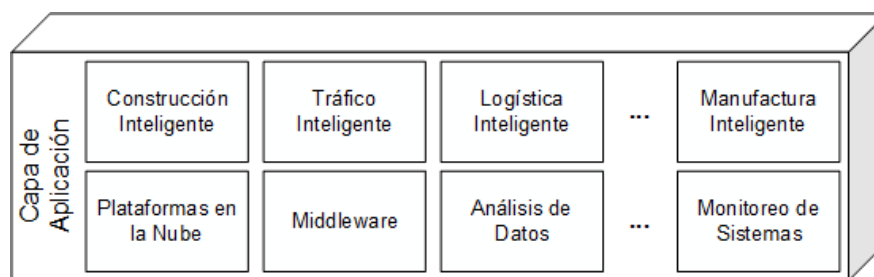 Capa de
Aplicación
Construcción
Inteligente
Tráfico
Inteligente
Logística
Inteligente
...
Manufactura
Inteligente
Plataformas en
la Nube
Middleware
Análisis de
Datos
...
Monitoreo de
Sistemas